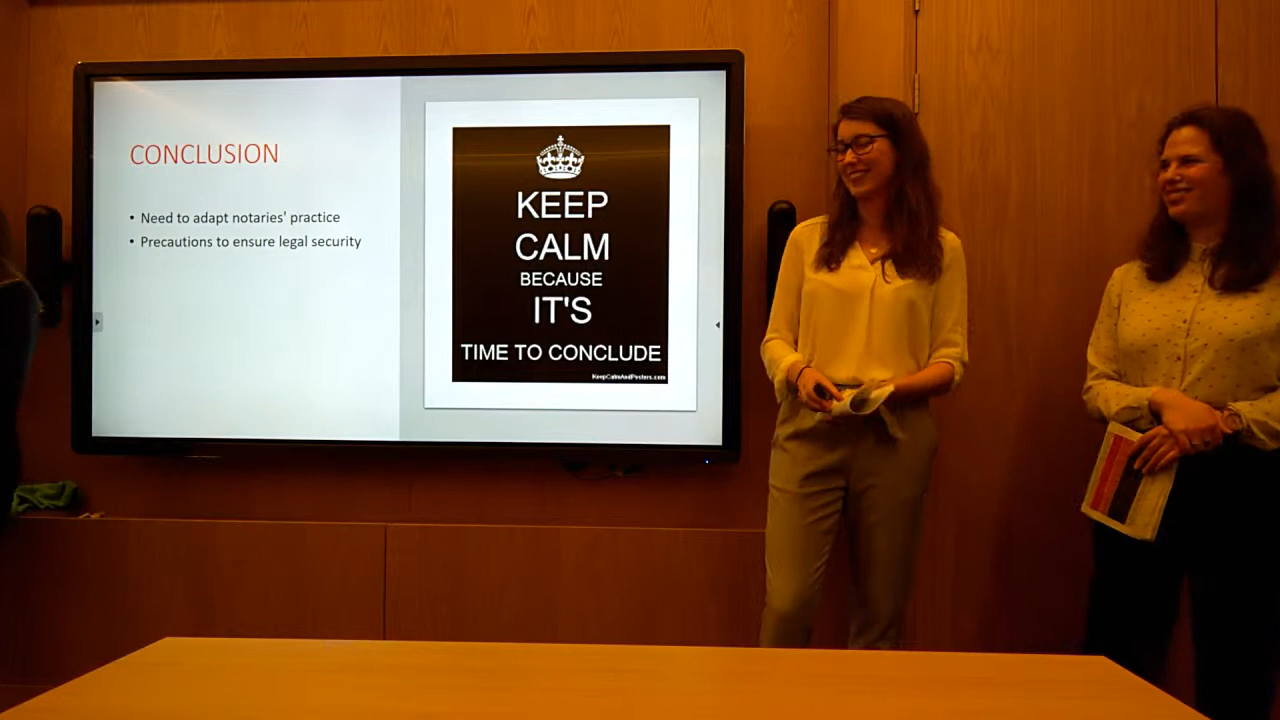 CONCLUSION
• Need to adapt notaries' practice
• Precautions to ensure legal security
KEEP
CALM
BECAUSE
IT'S
TIME TO CONCLUDE
KeepCalmAndPosters.com